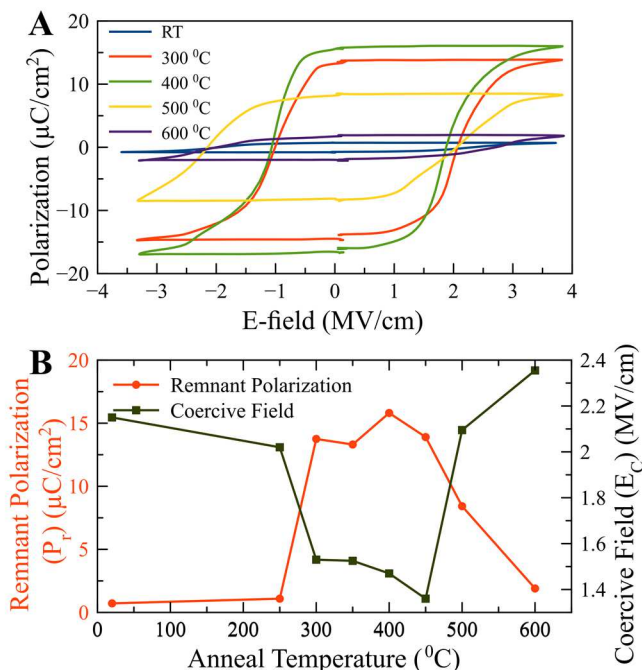 A
RT
300 ⁰C
400 ⁰C
500 ⁰C
600 ⁰C
Polarization (μC/cm²)
20
10
0
−10
−20
−4 −3 −2 −1 0 1 2 3 4
E-field (MV/cm)
B
Remnant Polarization
Coercive Field
Remnant Polarization
(Pᵣ) (μC/cm²)
20
15
10
5
0
2.4
2.2
2
1.8
1.6
1.4
Coercive Field (E_C) (MV/cm)
0 100 200 300 400 500 600
Anneal Temperature (⁰C)